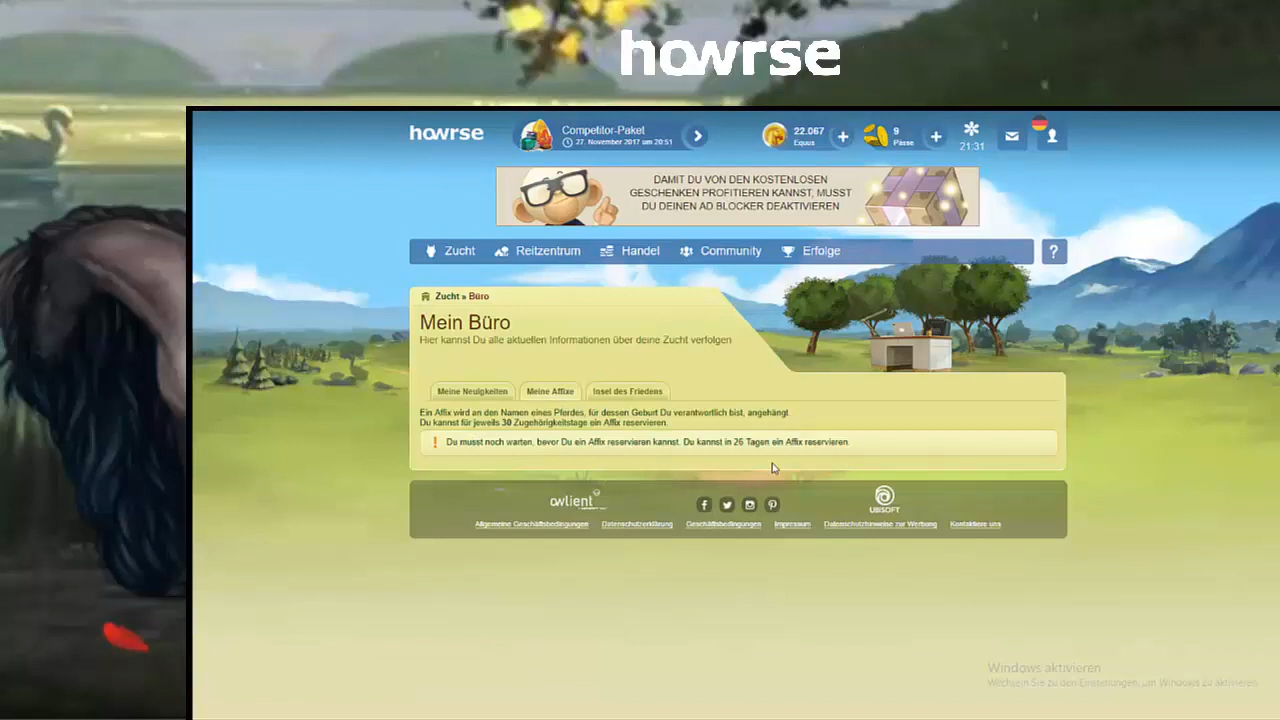 howrse
howrse
Competitor-Paket
27. November 2017 um 20:51
22.067
Equus
9
Pässe
21:31
DAMIT DU VON DEN KOSTENLOSEN
GESCHENKEN PROFITIEREN KANNST, MUSST
DU DEINEN AD BLOCKER DEAKTIVIEREN
Zucht
Reitzentrum
Handel
Community
Erfolge
?
Zucht » Büro
Mein Büro
Hier kannst Du alle aktuellen Informationen über deine Zucht verfolgen
Meine Neuigkeiten
Meine Affixe
Insel des Friedens
Ein Affix wird an den Namen eines Pferdes, für dessen Geburt Du verantwortlich bist, angehängt.
Du kannst für jeweils 30 Zugehörigkeitstage ein Affix reservieren.
! Du musst noch warten, bevor Du ein Affix reservieren kannst. Du kannst in 26 Tagen ein Affix reservieren.
owlient
UBISOFT
Allgemeine Geschäftsbedingungen
Datenschutzerklärung
Geschäftsbedingungen
Impressum
Datenschutzhinweise zur Werbung
Kontaktiere uns
Windows aktivieren
Wechseln Sie zu den Einstellungen, um Windows zu aktivieren.